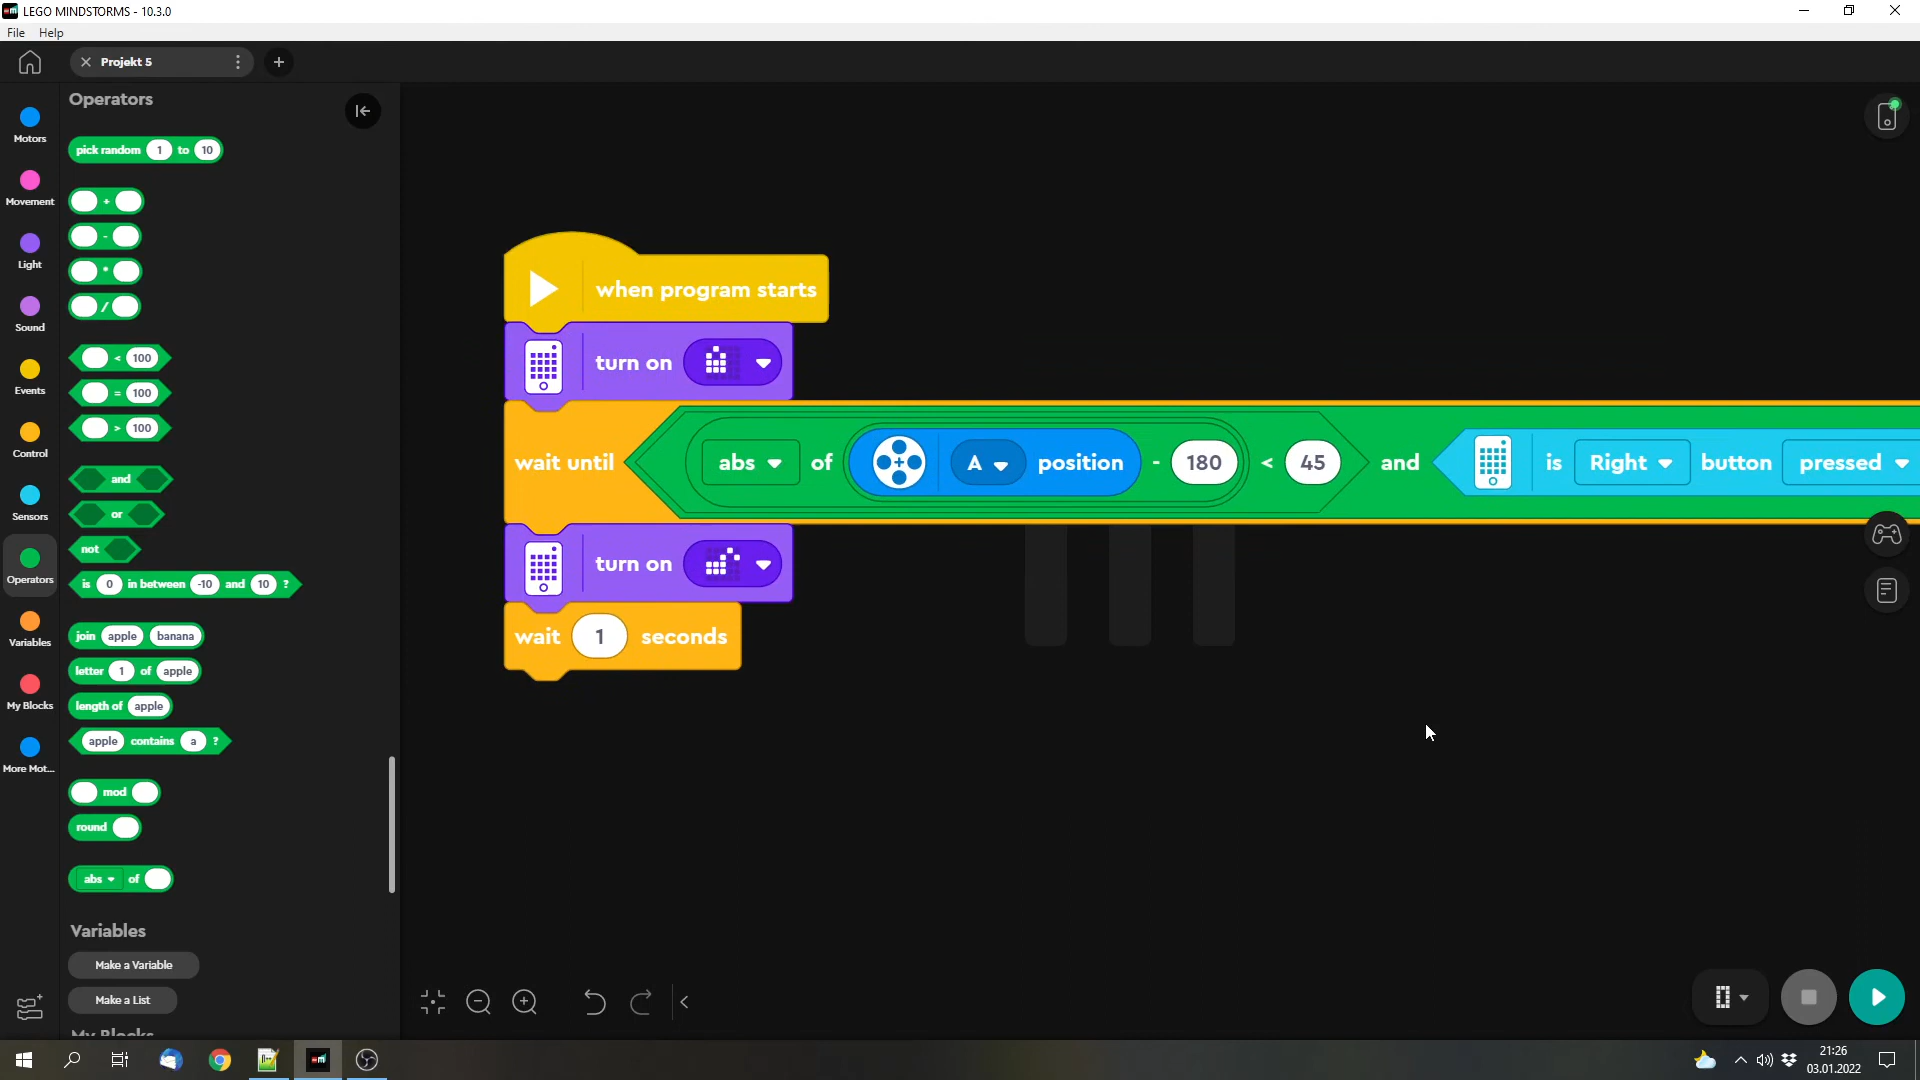 LEGO MINDSTORMS - 10.3.0
File Help
Projekt 5
Operators
Motors
Movement
Light
Sound
Events
Control
Sensors
Operators
Variables
My Blocks
More Mot...
pick random 1 to 10
+
-
*
/
< 100
= 100
> 100
and
or
not
is 0 in between -10 and 10 ?
join apple banana
letter 1 of apple
length of apple
apple contains a ?
mod
round
abs of
Variables
Make a Variable
Make a List
when program starts
turn on
wait until abs of A position - 180 < 45 and is Right button pressed
turn on
wait 1 seconds
21:26
03.01.2022